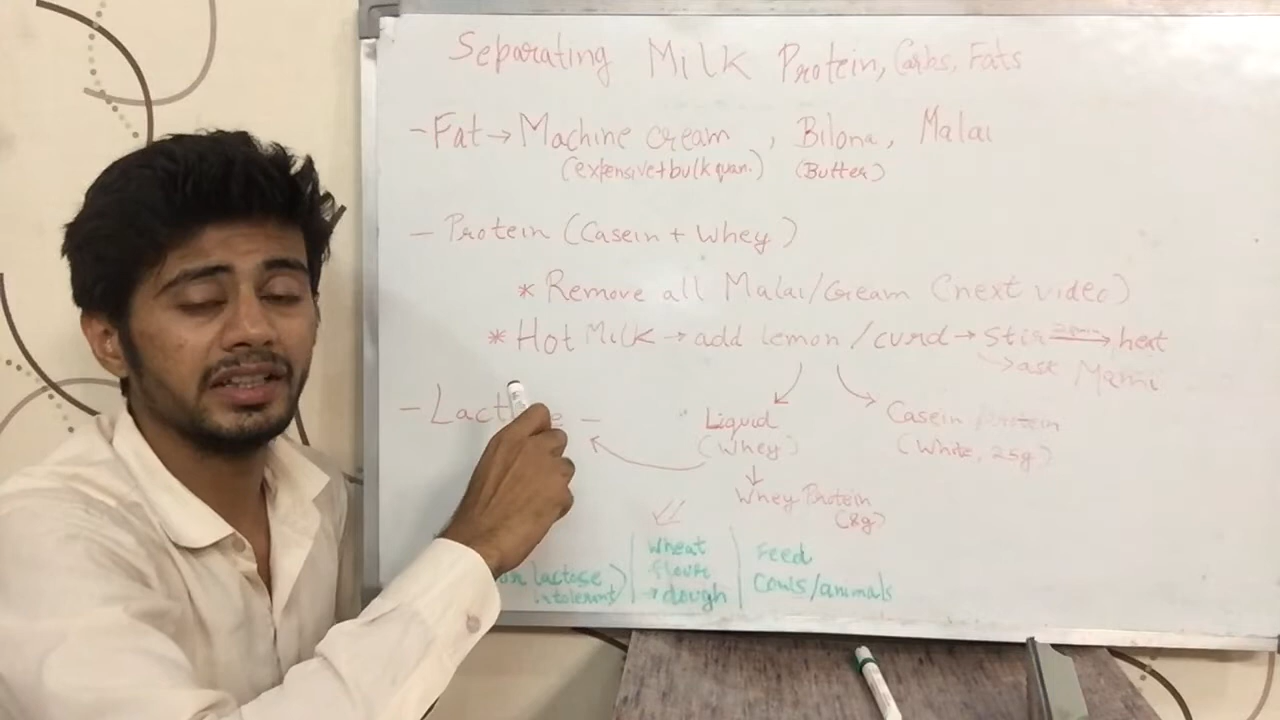 Separating Milk Protein, Carbs, Fats
- Fat → Machine cream, Bilona, Malai
(expensive+bulk quan.) (Butter)
- Protein (Casein + Whey)
* Remove all Malai/Cream (next video)
* Hot Milk → add lemon/curd → Stir → heat
→ ask Mami
- Lact
Liquid
(Whey)
Casein protein
(White, 25g)
Whey Protein
(8g)
lactose
intolerant)
Wheat
flour
→ dough
Feed
Cows/animals